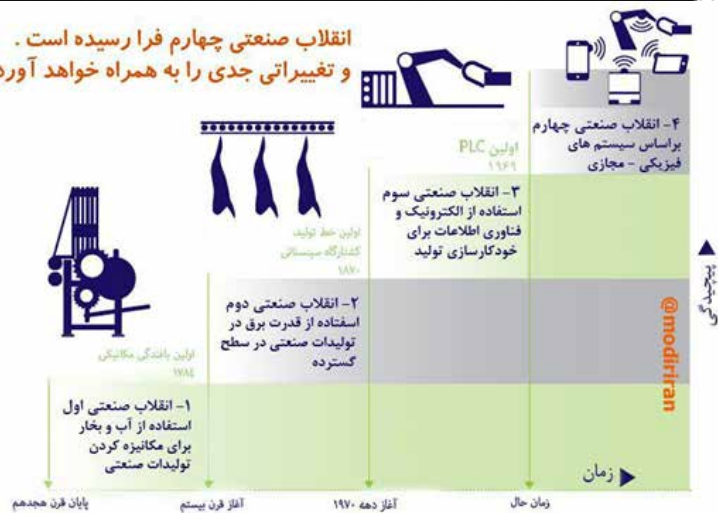 انقلاب صنعتی چهارم فرا رسیده است .
و تغییراتی جدی را به همراه خواهد آورد
۴- انقلاب صنعتی چهارم
براساس سیستم های
فیزیکی - مجازی
اولین PLC
۱۹۶۹
۳- انقلاب صنعتی سوم
استفاده از الکترونیک و
فناوری اطلاعات برای
خودکارسازی تولید
اولین خط تولید،
کشتارگاه سینسناتی
۱۸۷۰
۲- انقلاب صنعتی دوم
اسفتاده از قدرت برق در
تولیدات صنعتی در سطح
گسترده
اولین بافندگی مکانیکی
۱۷۸٤
۱- انقلاب صنعتی اول
استفاده از آب و بخار
برای مکانیزه کردن
تولیدات صنعتی
پیچیدگی
@modiriran
زمان
زمان حال
آغاز دهه ۱۹۷۰
آغاز قرن بیستم
پایان قرن هجدهم